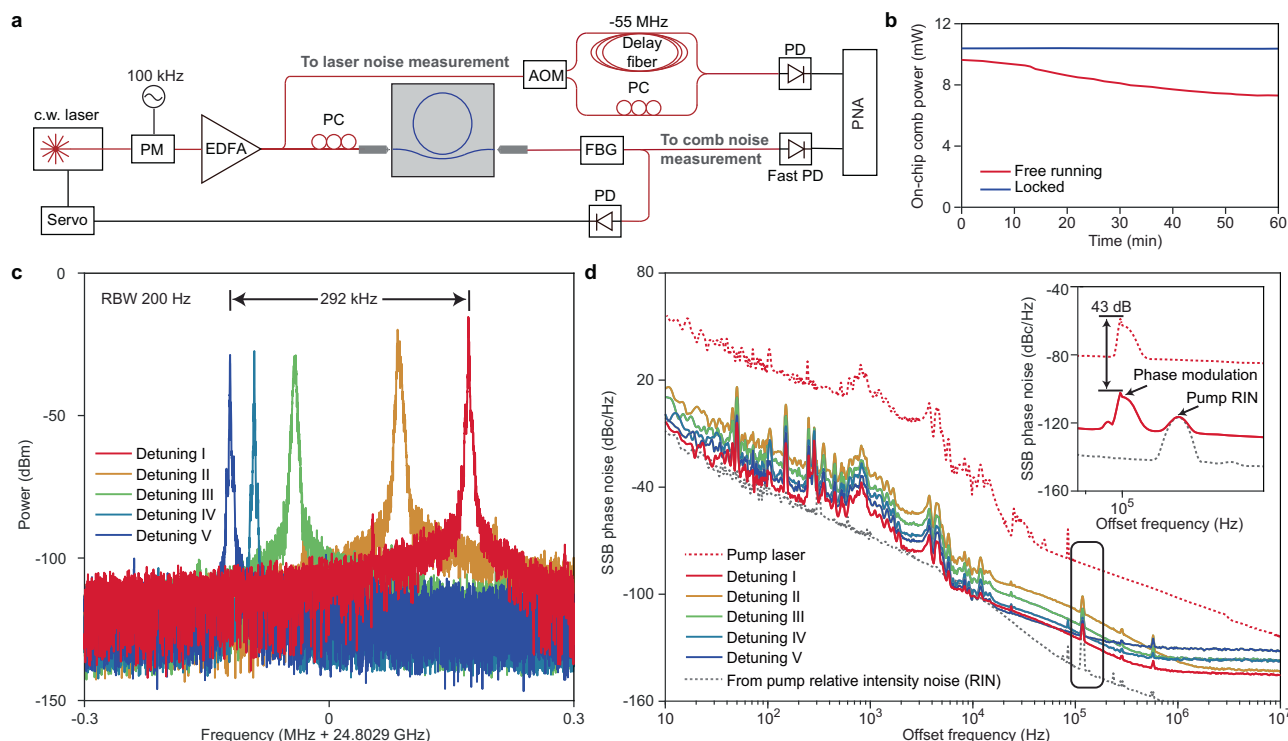 a
-55 MHz
Delay
fiber
To laser noise measurement
AOM
PC
PD
100 kHz
c.w. laser
PM
EDFA
PC
FBG
To comb noise
measurement
Fast PD
PNA
Servo
PD
b
On-chip comb power (mW)
12
8
4
0
Free running
Locked
0
10
20
30
40
50
60
Time (min)
c
Power (dBm)
0
-50
-100
-150
RBW 200 Hz
292 kHz
Detuning I
Detuning II
Detuning III
Detuning IV
Detuning V
-0.3
0
0.3
Frequency (MHz + 24.8029 GHz)
d
SSB phase noise (dBc/Hz)
80
20
-40
-100
-160
Pump laser
Detuning I
Detuning II
Detuning III
Detuning IV
Detuning V
From pump relative intensity noise (RIN)
10
10²
10³
10⁴
10⁵
10⁶
10⁷
Offset frequency (Hz)
SSB phase noise (dBc/Hz)
-40
-80
-120
-160
43 dB
Phase modulation
Pump RIN
10⁵
Offset frequency (Hz)